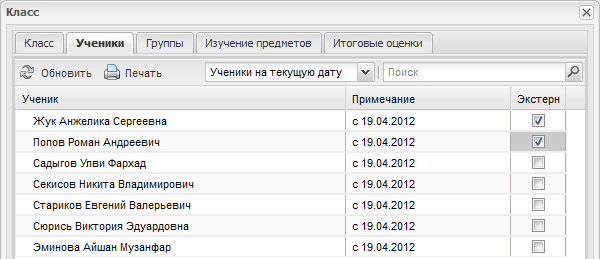 Класс
Класс Ученики Группы Изучение предметов Итоговые оценки
Обновить Печать Ученики на текущую дату Поиск
Ученик Примечание Экстерн
Жук Анжелика Сергеевна с 19.04.2012
Попов Роман Андреевич с 19.04.2012
Садыгов Улви Фархад с 19.04.2012
Секисов Никита Владимирович с 19.04.2012
Стариков Евгений Валерьевич с 19.04.2012
Сюрись Виктория Эдуардовна с 19.04.2012
Эминова Айшан Музанфар с 19.04.2012